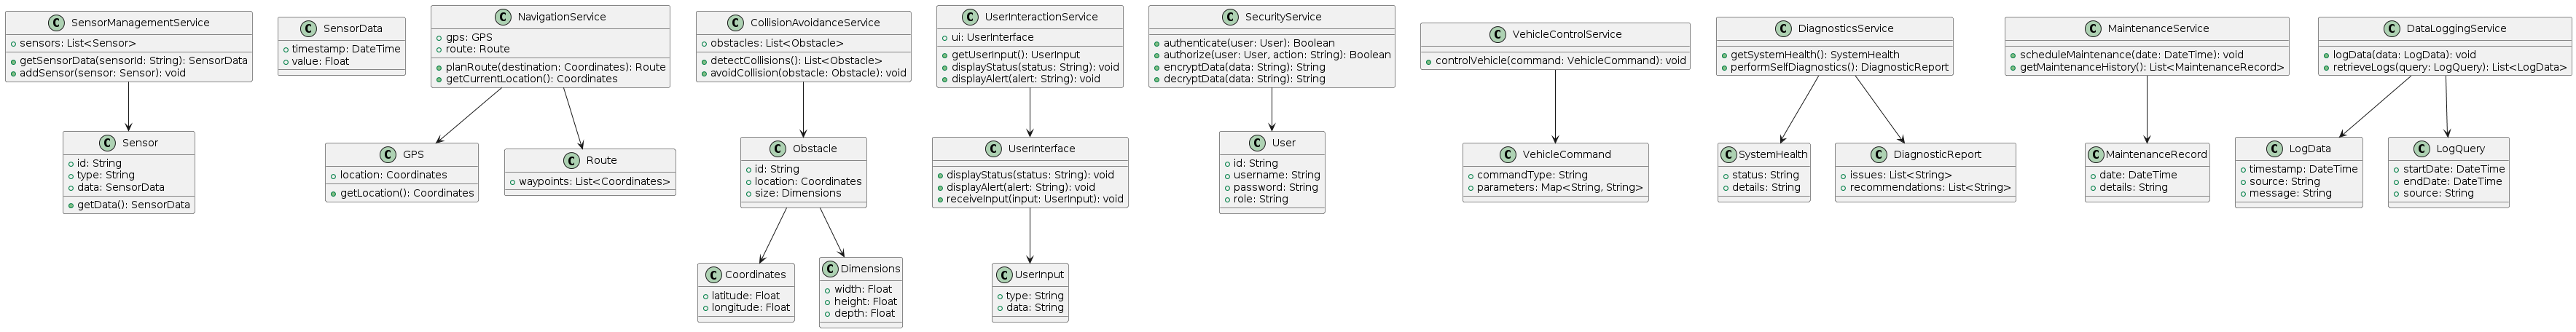 SensorManagementService
sensors: List<Sensor>
getSensorData(sensorId: String): SensorData
addSensor(sensor: Sensor): void
SensorData
timestamp: DateTime
value: Float
NavigationService
gps: GPS
route: Route
planRoute(destination: Coordinates): Route
getCurrentLocation(): Coordinates
CollisionAvoidanceService
obstacles: List<Obstacle>
detectCollisions(): List<Obstacle>
avoidCollision(obstacle: Obstacle): void
UserInteractionService
ui: UserInterface
getUserInput(): UserInput
displayStatus(status: String): void
displayAlert(alert: String): void
SecurityService
authenticate(user: User): Boolean
authorize(user: User, action: String): Boolean
encryptData(data: String): String
decryptData(data: String): String
VehicleControlService
controlVehicle(command: VehicleCommand): void
DiagnosticsService
getSystemHealth(): SystemHealth
performSelfDiagnostics(): DiagnosticReport
MaintenanceService
scheduleMaintenance(date: DateTime): void
getMaintenanceHistory(): List<MaintenanceRecord>
DataLoggingService
logData(data: LogData): void
retrieveLogs(query: LogQuery): List<LogData>
Sensor
id: String
type: String
data: SensorData
getData(): SensorData
GPS
location: Coordinates
getLocation(): Coordinates
Route
waypoints: List<Coordinates>
Obstacle
id: String
location: Coordinates
size: Dimensions
UserInterface
displayStatus(status: String): void
displayAlert(alert: String): void
receiveInput(input: UserInput): void
User
id: String
username: String
password: String
role: String
VehicleCommand
commandType: String
parameters: Map<String, String>
SystemHealth
status: String
details: String
DiagnosticReport
issues: List<String>
recommendations: List<String>
MaintenanceRecord
date: DateTime
details: String
LogData
timestamp: DateTime
source: String
message: String
LogQuery
startDate: DateTime
endDate: DateTime
source: String
Coordinates
latitude: Float
longitude: Float
Dimensions
width: Float
height: Float
depth: Float
UserInput
type: String
data: String